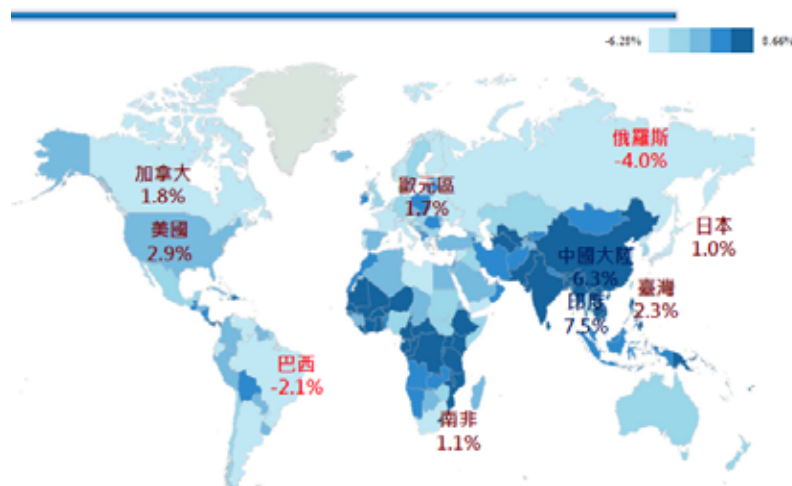 -6.28%
8.66%
俄羅斯
-4.0%
加拿大
1.8%
歐元區
1.7%
美國
2.9%
日本
1.0%
中國大陸
6.3%
臺灣
2.3%
印度
7.5%
巴西
-2.1%
南非
1.1%